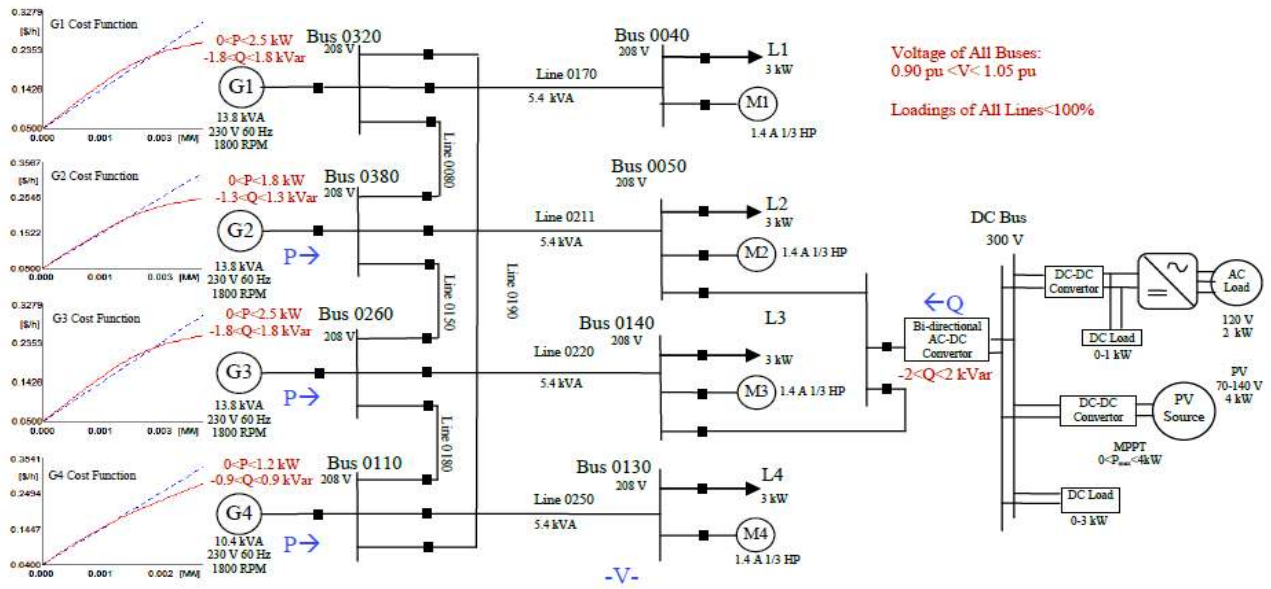 0.3279
[$/h]
0.2353
0.1426
0.0500
0.000
0.001
0.003 [MW]
G1 Cost Function
0<P<2.5 kW
-1.8<Q<1.8 kVar
G1
13.8 kVA
230 V 60 Hz
1800 RPM
Bus 0320
208 V
Line 0170
5.4 kVA
Bus 0040
208 V
L1
3 kW
M1
1.4 A 1/3 HP
Voltage of All Buses:
0.90 pu <V< 1.05 pu
Loadings of All Lines<100%
Line 0080
0.3567
[$/h]
0.2545
0.1522
0.0500
0.000
0.001
0.003 [MW]
G2 Cost Function
0<P<1.8 kW
-1.3<Q<1.3 kVar
G2
P→
13.8 kVA
230 V 60 Hz
1800 RPM
Bus 0380
208 V
Line 0211
5.4 kVA
Bus 0050
208 V
L2
3 kW
M2
1.4 A 1/3 HP
Line 0150
Line 0190
0.3279
[$/h]
0.2353
0.1426
0.0500
0.000
0.001
0.003 [MW]
G3 Cost Function
0<P<2.5 kW
-1.8<Q<1.8 kVar
G3
P→
13.8 kVA
230 V 60 Hz
1800 RPM
Bus 0260
208 V
Line 0220
5.4 kVA
Bus 0140
208 V
L3
3 kW
M3
1.4 A 1/3 HP
Line 0180
0.3541
[$/h]
0.2494
0.1447
0.0400
0.000
0.001
0.002 [MW]
G4 Cost Function
0<P<1.2 kW
-0.9<Q<0.9 kVar
G4
P→
10.4 kVA
230 V 60 Hz
1800 RPM
Bus 0110
208 V
Line 0250
5.4 kVA
Bus 0130
208 V
L4
3 kW
M4
1.4 A 1/3 HP
-V-
←Q
Bi-directional
AC-DC
Convertor
-2<Q<2 kVar
DC Bus
300 V
DC-DC
Convertor
DC Load
0-1 kW
AC
Load
120 V
2 kW
DC-DC
Convertor
PV
70-140 V
4 kW
PV
Source
MPPT
0<Pmax<4kW
DC Load
0-3 kW